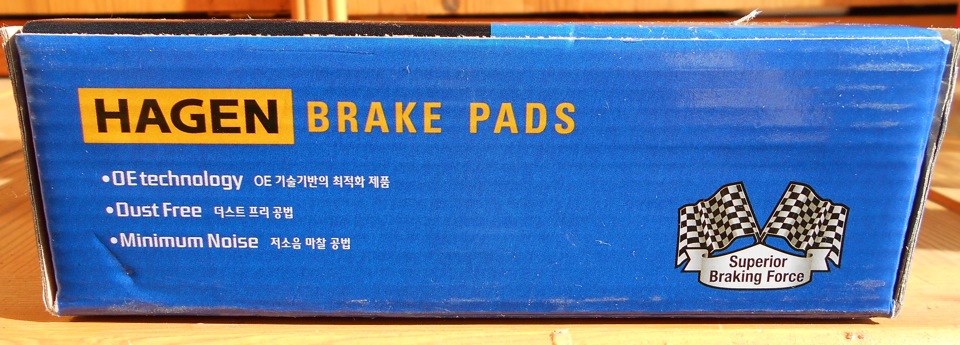 HAGEN BRAKE PADS
•OE technology OE 기술기반의 최적화 제품
•Dust Free 더스트 프리 공법
•Minimum Noise 저소음 마찰 공법
Superior
Braking Force